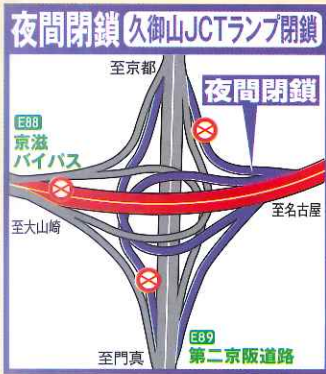 夜間閉鎖 久御山JCTランプ閉鎖
至京都
夜間閉鎖
E88
京滋
バイパス
至大山崎
至名古屋
至門真
E89
第二京阪道路